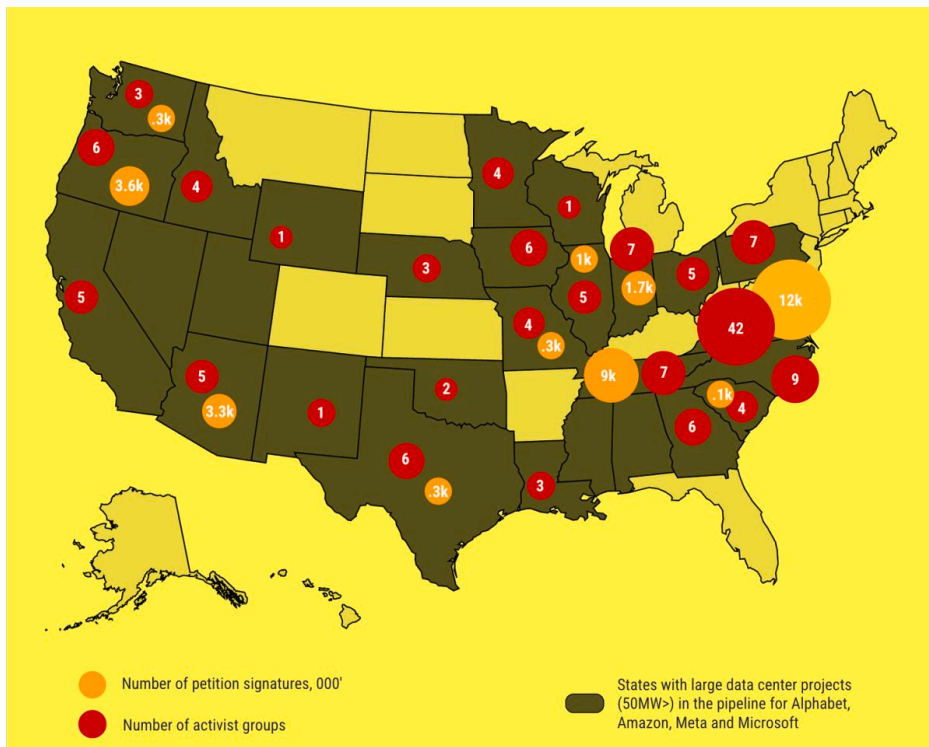 3
.3k
6
3.6k
4
4
1
1
7
7
6
1k
3
5
1.7k
5
5
12k
4
42
.3k
9k
7
5
9
3.3k
2
.1k
4
1
6
6
.3k
3
Number of petition signatures, 000'
Number of activist groups
States with large data center projects
(50MW>) in the pipeline for Alphabet,
Amazon, Meta and Microsoft